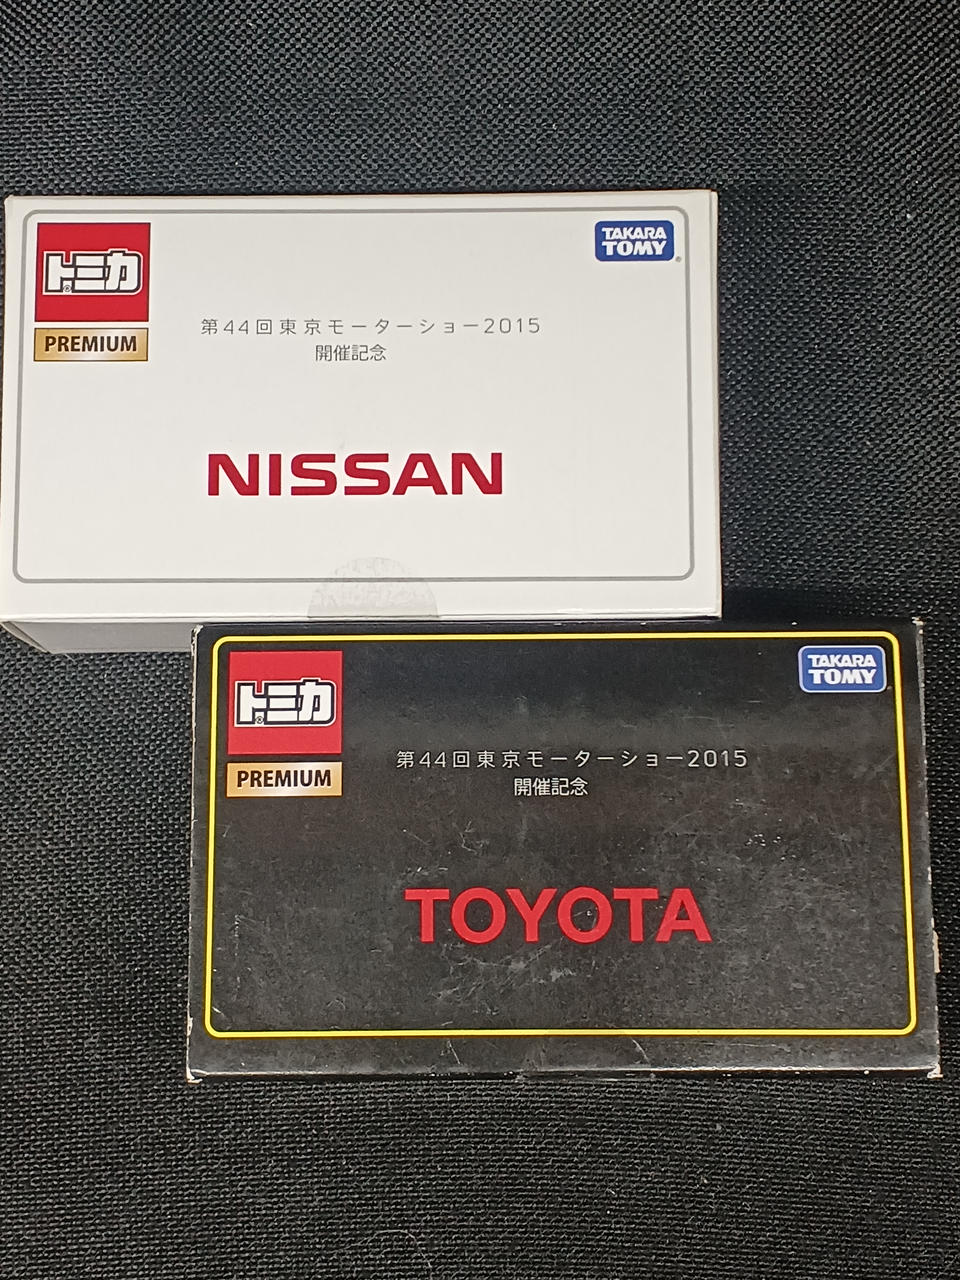 トミカ
PREMIUM
TAKARA
TOMY
第44回東京モーターショー2015
開催記念
NISSAN
トミカ
PREMIUM
TAKARA
TOMY
第44回東京モーターショー2015
開催記念
TOYOTA